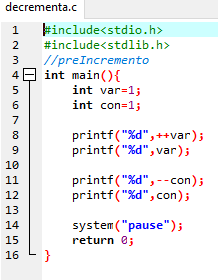 decrementa.c
1 #include<stdio.h>
2 #include<stdlib.h>
3 //preIncremento
4 int main(){
5 int var=1;
6 int con=1;
7
8 printf("%d",++var);
9 printf("%d",var);
10
11 printf("%d",--con);
12 printf("%d",con);
13
14 system("pause");
15 return 0;
16 }